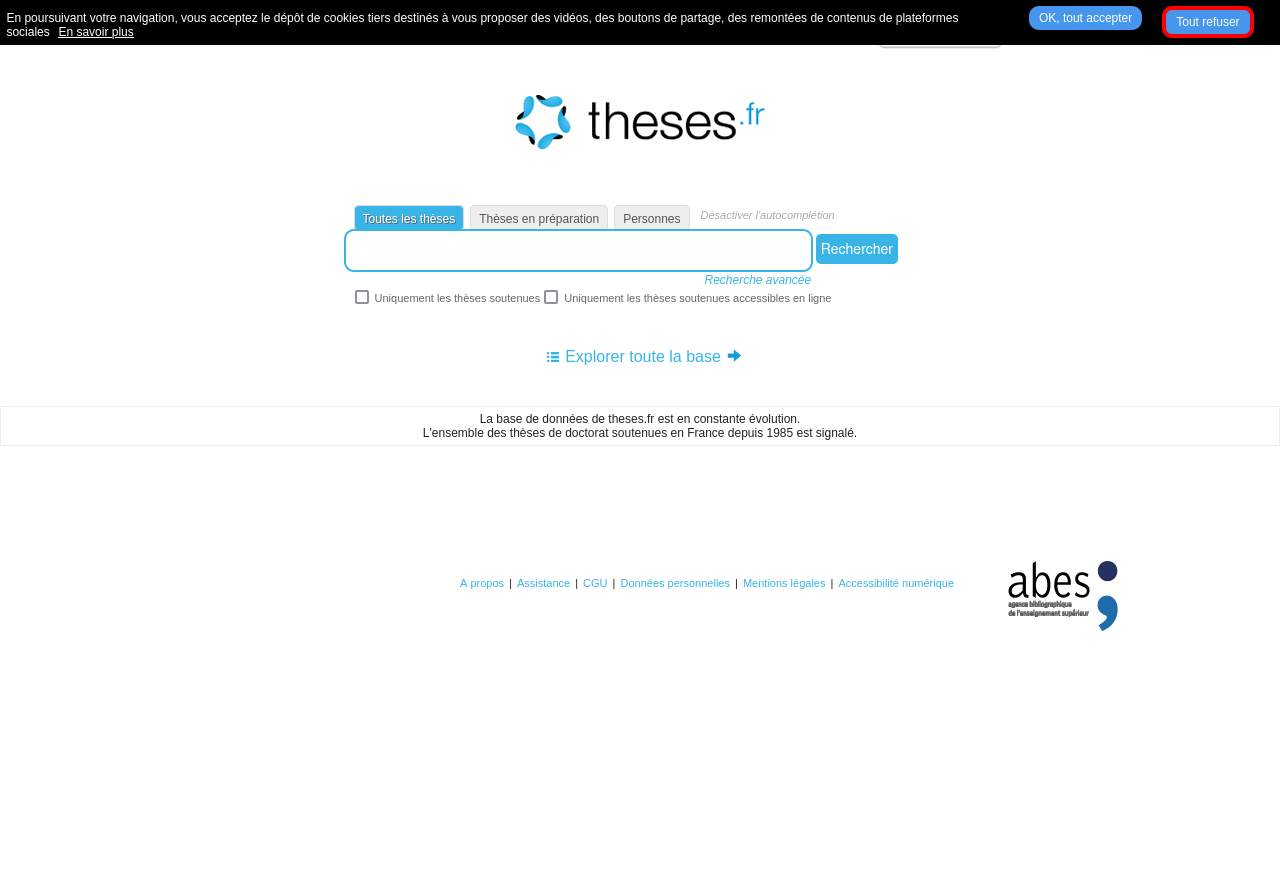 En poursuivant votre navigation, vous acceptez le dépôt de cookies tiers destinés à vous proposer des vidéos, des boutons de partage, des remontées de contenus de plateformes
sociales En savoir plus
OK, tout accepter
Tout refuser
theses.fr
Toutes les thèses
Thèses en préparation
Personnes
Désactiver l'autocomplétion
Rechercher
Recherche avancée
Uniquement les thèses soutenues
Uniquement les thèses soutenues accessibles en ligne
Explorer toute la base
La base de données de theses.fr est en constante évolution.
L'ensemble des thèses de doctorat soutenues en France depuis 1985 est signalé.
A propos | Assistance | CGU | Données personnelles | Mentions légales | Accessibilité numérique
abes
agence bibliographique
de l'enseignement supérieur